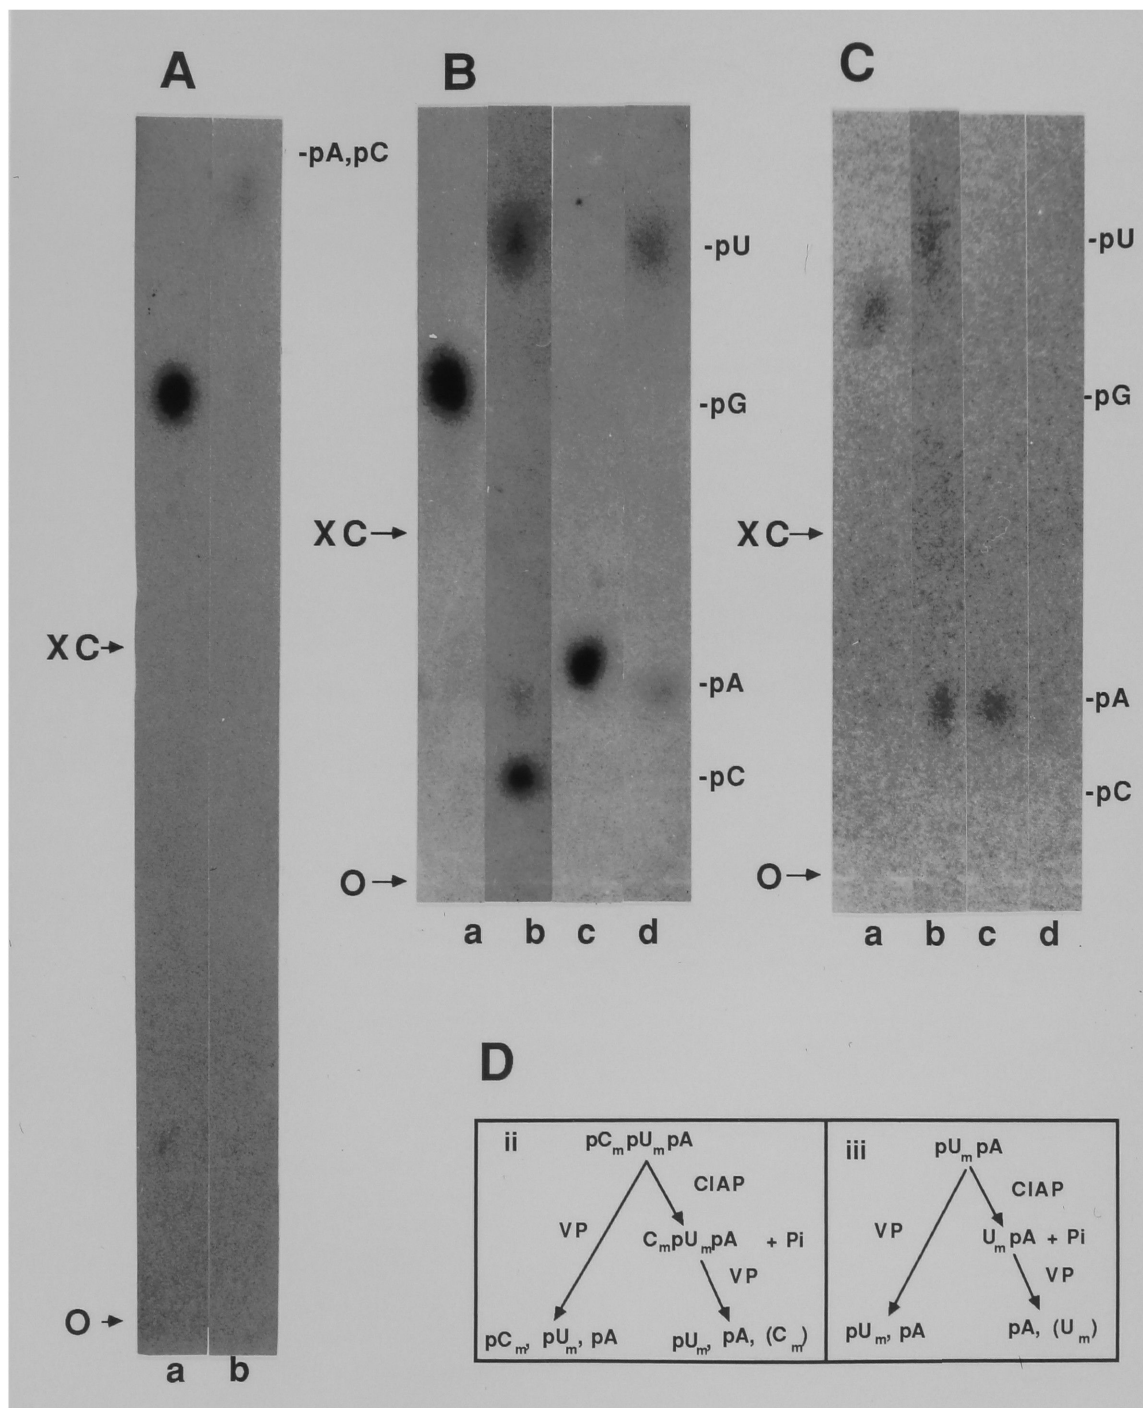 A
B
C
-pA,pC
-pU
-pU
-pG
-pG
XC→
XC→
XC→
-pA
-pA
-pC
-pC
O→
O→
a b c d
a b c d
O→
a b
D
ii
pCmpUmpA
CIAP
VP
CmpUmpA + Pi
VP
pCm, pUm, pA
pUm, pA, (Cm)
iii
pUmpA
CIAP
VP
UmpA + Pi
VP
pUm, pA
pA, (Um)